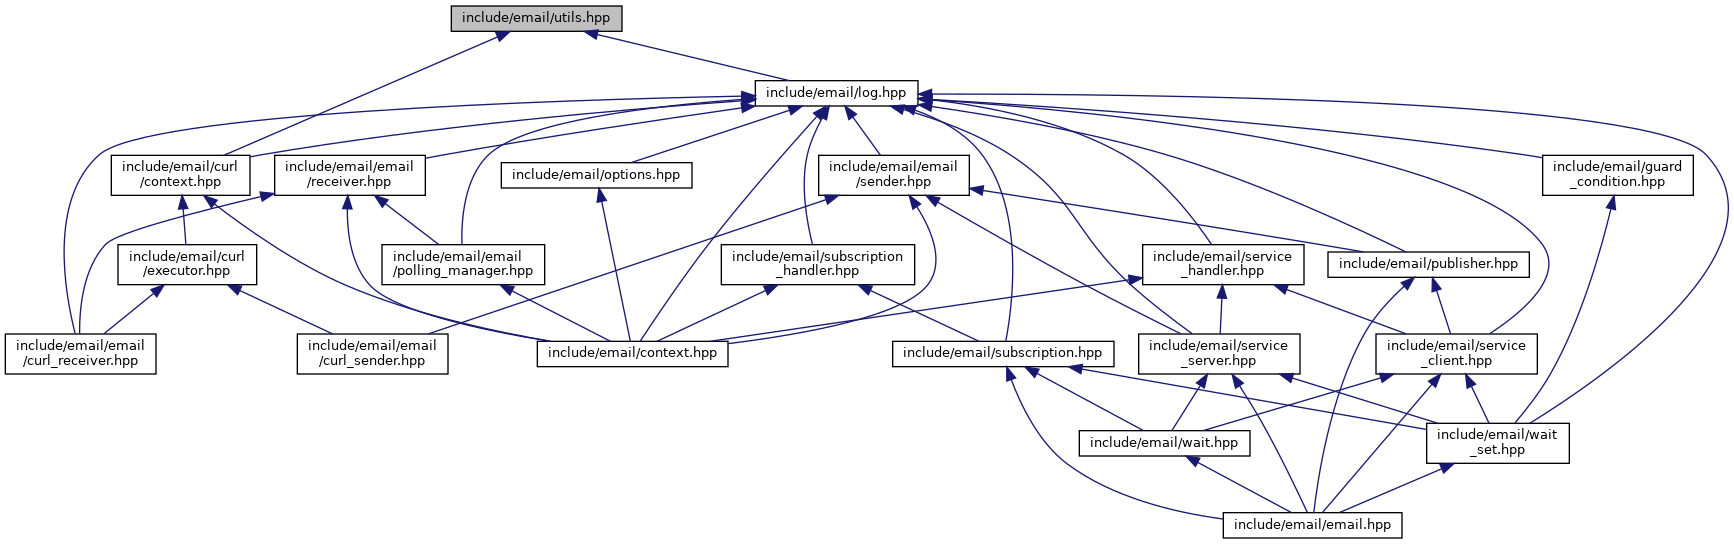 include/email/utils.hpp
include/email/log.hpp
include/email/curl
/context.hpp
include/email/email
/receiver.hpp
include/email/options.hpp
include/email/email
/sender.hpp
include/email/guard
_condition.hpp
include/email/curl
/executor.hpp
include/email/email
/polling_manager.hpp
include/email/subscription
_handler.hpp
include/email/service
_handler.hpp
include/email/publisher.hpp
include/email/email
/curl_receiver.hpp
include/email/email
/curl_sender.hpp
include/email/context.hpp
include/email/subscription.hpp
include/email/service
_server.hpp
include/email/service
_client.hpp
include/email/wait.hpp
include/email/wait
_set.hpp
include/email/email.hpp